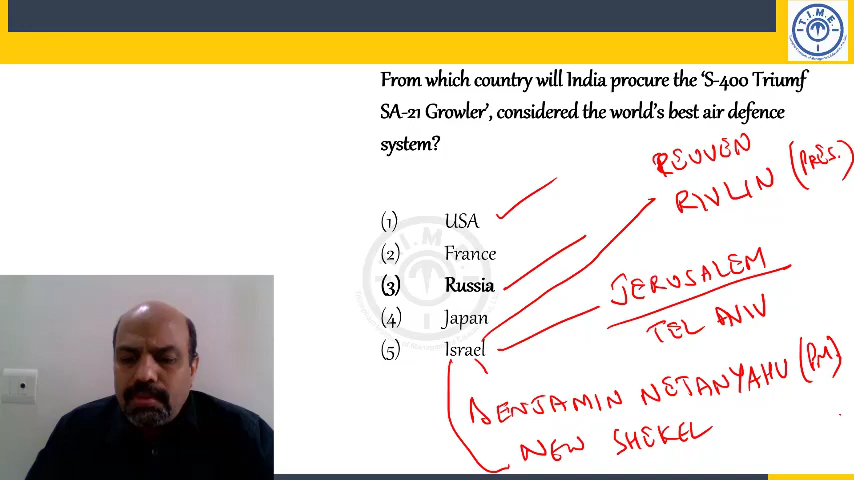 T.I.M.E.
From which country will India procure the 'S-400 Triumf
SA-21 Growler', considered the world's best air defence
system?
(1) USA
(2) France
(3) Russia
(4) Japan
(5) Israel
REUVEN
RIVLIN (PRES.)
JERUSALEM
TEL AVIV
BENJAMIN NETANYAHU (PM)
NEW SHEKEL